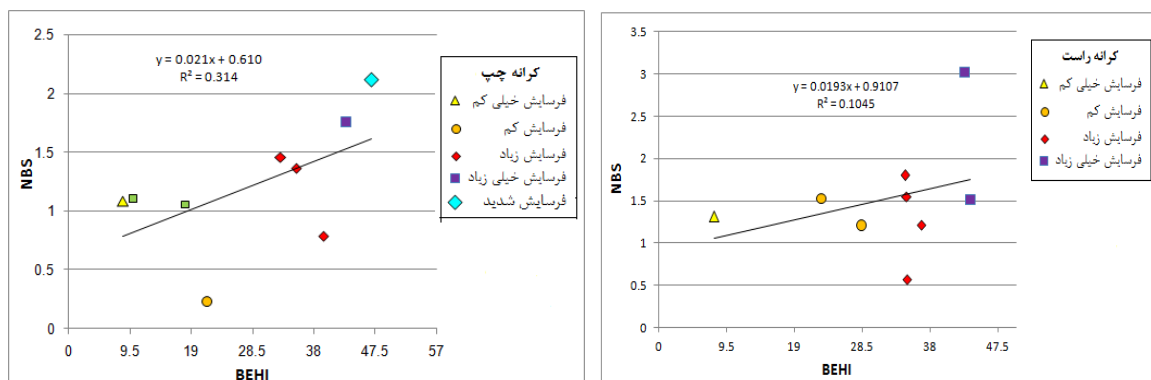 2.5
2
1.5
1
0.5
0
NBS
y = 0.021x + 0.610
R² = 0.314
0 9.5 19 28.5 38 47.5 57
BEHI
کرانه چپ
فرسایش خیلی کم
فرسایش کم
فرسایش زیاد
فرسایش خیلی زیاد
فرسایش شدید
3.5
3
2.5
2
1.5
1
0.5
0
NBS
y = 0.0193x + 0.9107
R² = 0.1045
0 9.5 19 28.5 38 47.5
BEHI
کرانه راست
فرسایش خیلی کم
فرسایش کم
فرسایش زیاد
فرسایش خیلی زیاد